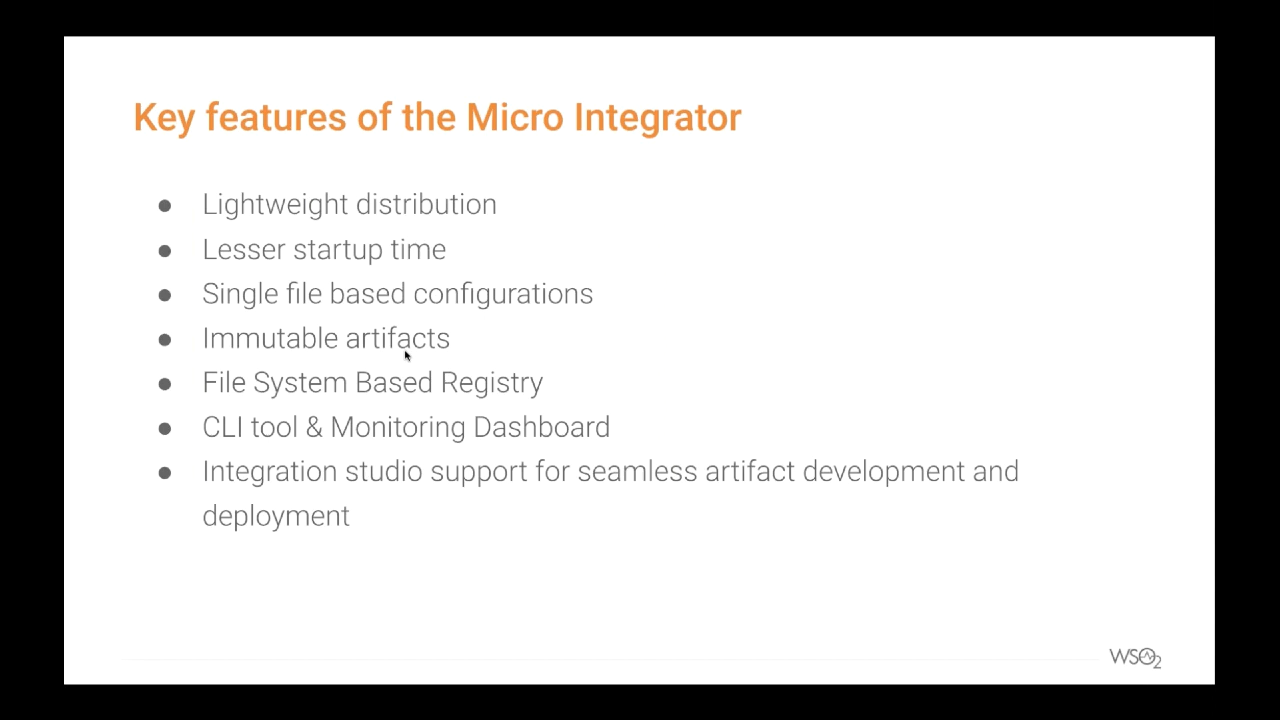 Key features of the Micro Integrator
● Lightweight distribution
● Lesser startup time
● Single file based configurations
● Immutable artifacts
● File System Based Registry
● CLI tool & Monitoring Dashboard
● Integration studio support for seamless artifact development and
deployment
WSO2